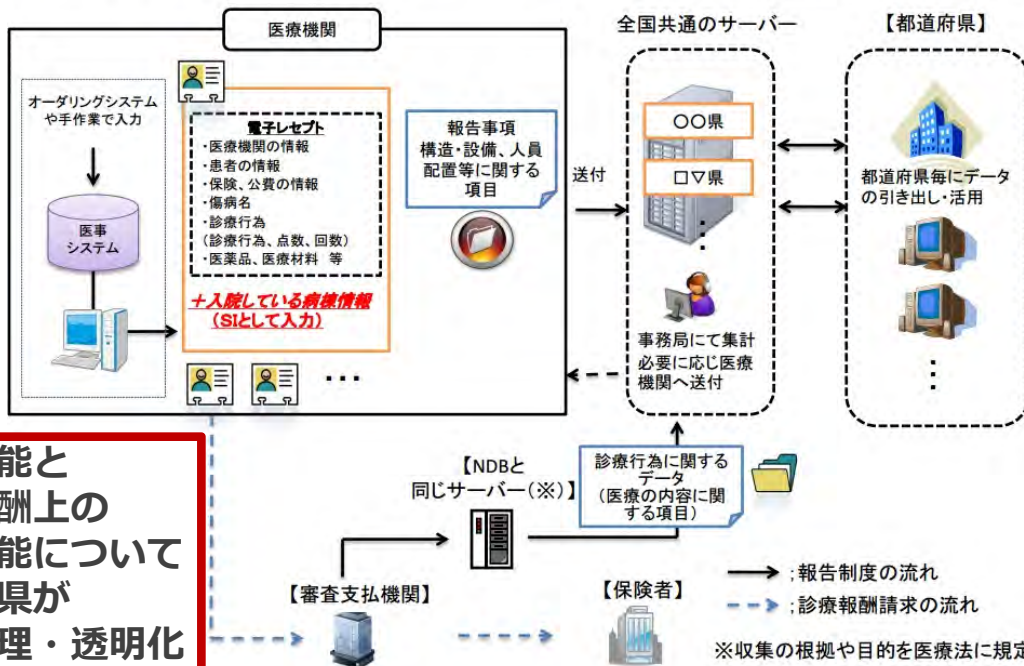 医療機関
オーダリングシステム
や手作業で入力
医事
システム
電子レセプト
・医療機関の情報
・患者の情報
・保険、公費の情報
・傷病名
・診療行為
(診療行為、点数、回数)
・医薬品、医療材料 等
+入院している病棟情報
(SIとして入力)
報告事項
構造・設備、人員
配置等に関する
項目
送付
全国共通のサーバー
○○県
□▽県
⋮
事務局にて集計
必要に応じ医療
機関へ送付
【都道府県】
都道府県毎にデータ
の引き出し・活用
⋮
・・・
能と
酬上の
能について
県が
理・透明化
【NDBと
同じサーバー(※)】
診療行為に関する
データ
(医療の内容に関
する項目)
【審査支払機関】
【保険者】
;報告制度の流れ
;診療報酬請求の流れ
※収集の根拠や目的を医療法に規定